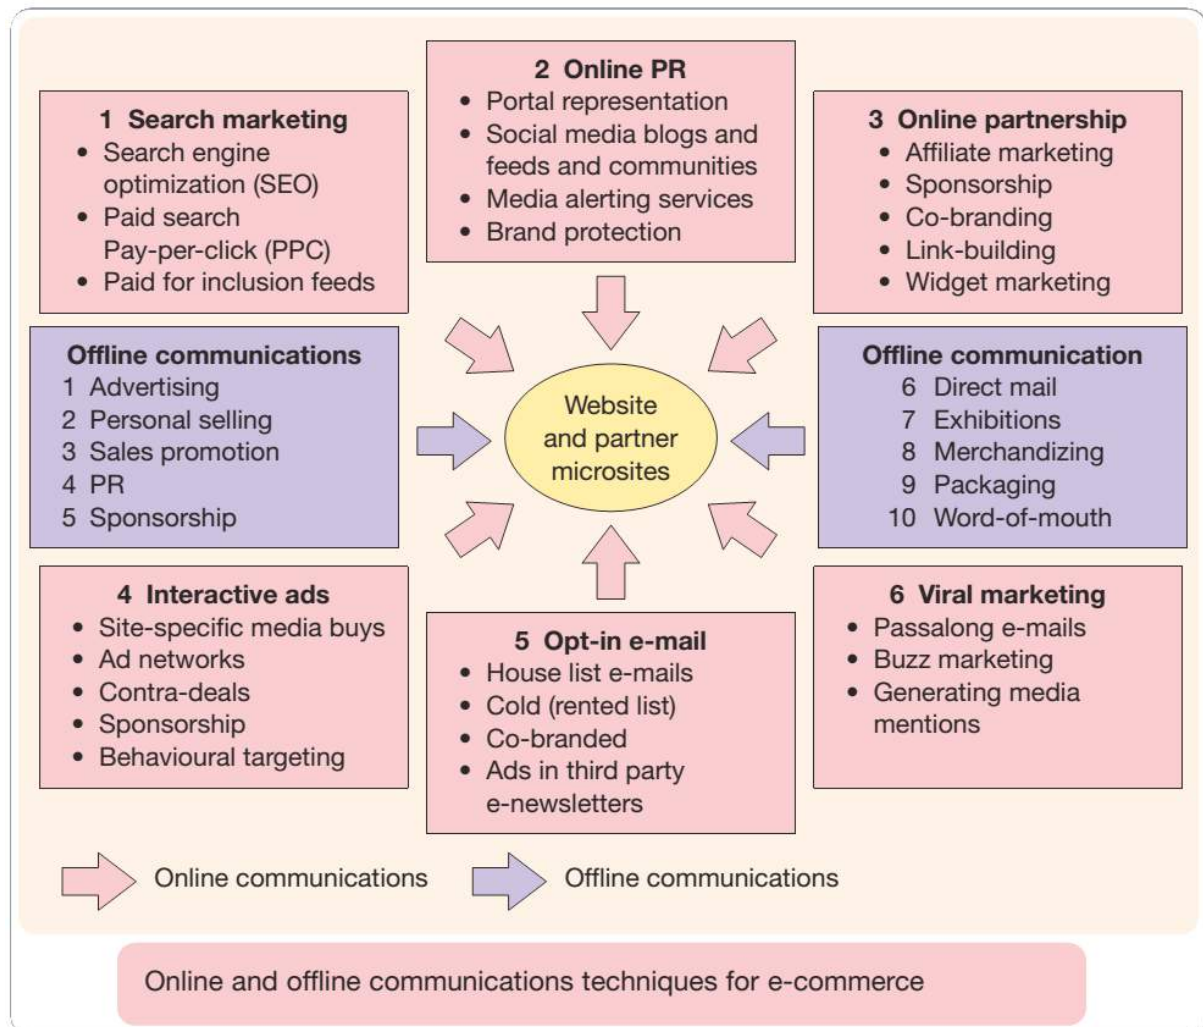 1 Search marketing
• Search engine
optimization (SEO)
• Paid search
Pay-per-click (PPC)
• Paid for inclusion feeds
2 Online PR
• Portal representation
• Social media blogs and
feeds and communities
• Media alerting services
• Brand protection
3 Online partnership
• Affiliate marketing
• Sponsorship
• Co-branding
• Link-building
• Widget marketing
Offline communications
1 Advertising
2 Personal selling
3 Sales promotion
4 PR
5 Sponsorship
Website
and partner
microsites
Offline communication
6 Direct mail
7 Exhibitions
8 Merchandizing
9 Packaging
10 Word-of-mouth
4 Interactive ads
• Site-specific media buys
• Ad networks
• Contra-deals
• Sponsorship
• Behavioural targeting
5 Opt-in e-mail
• House list e-mails
• Cold (rented list)
• Co-branded
• Ads in third party
e-newsletters
6 Viral marketing
• Passalong e-mails
• Buzz marketing
• Generating media
mentions
Online communications
Offline communications
Online and offline communications techniques for e-commerce